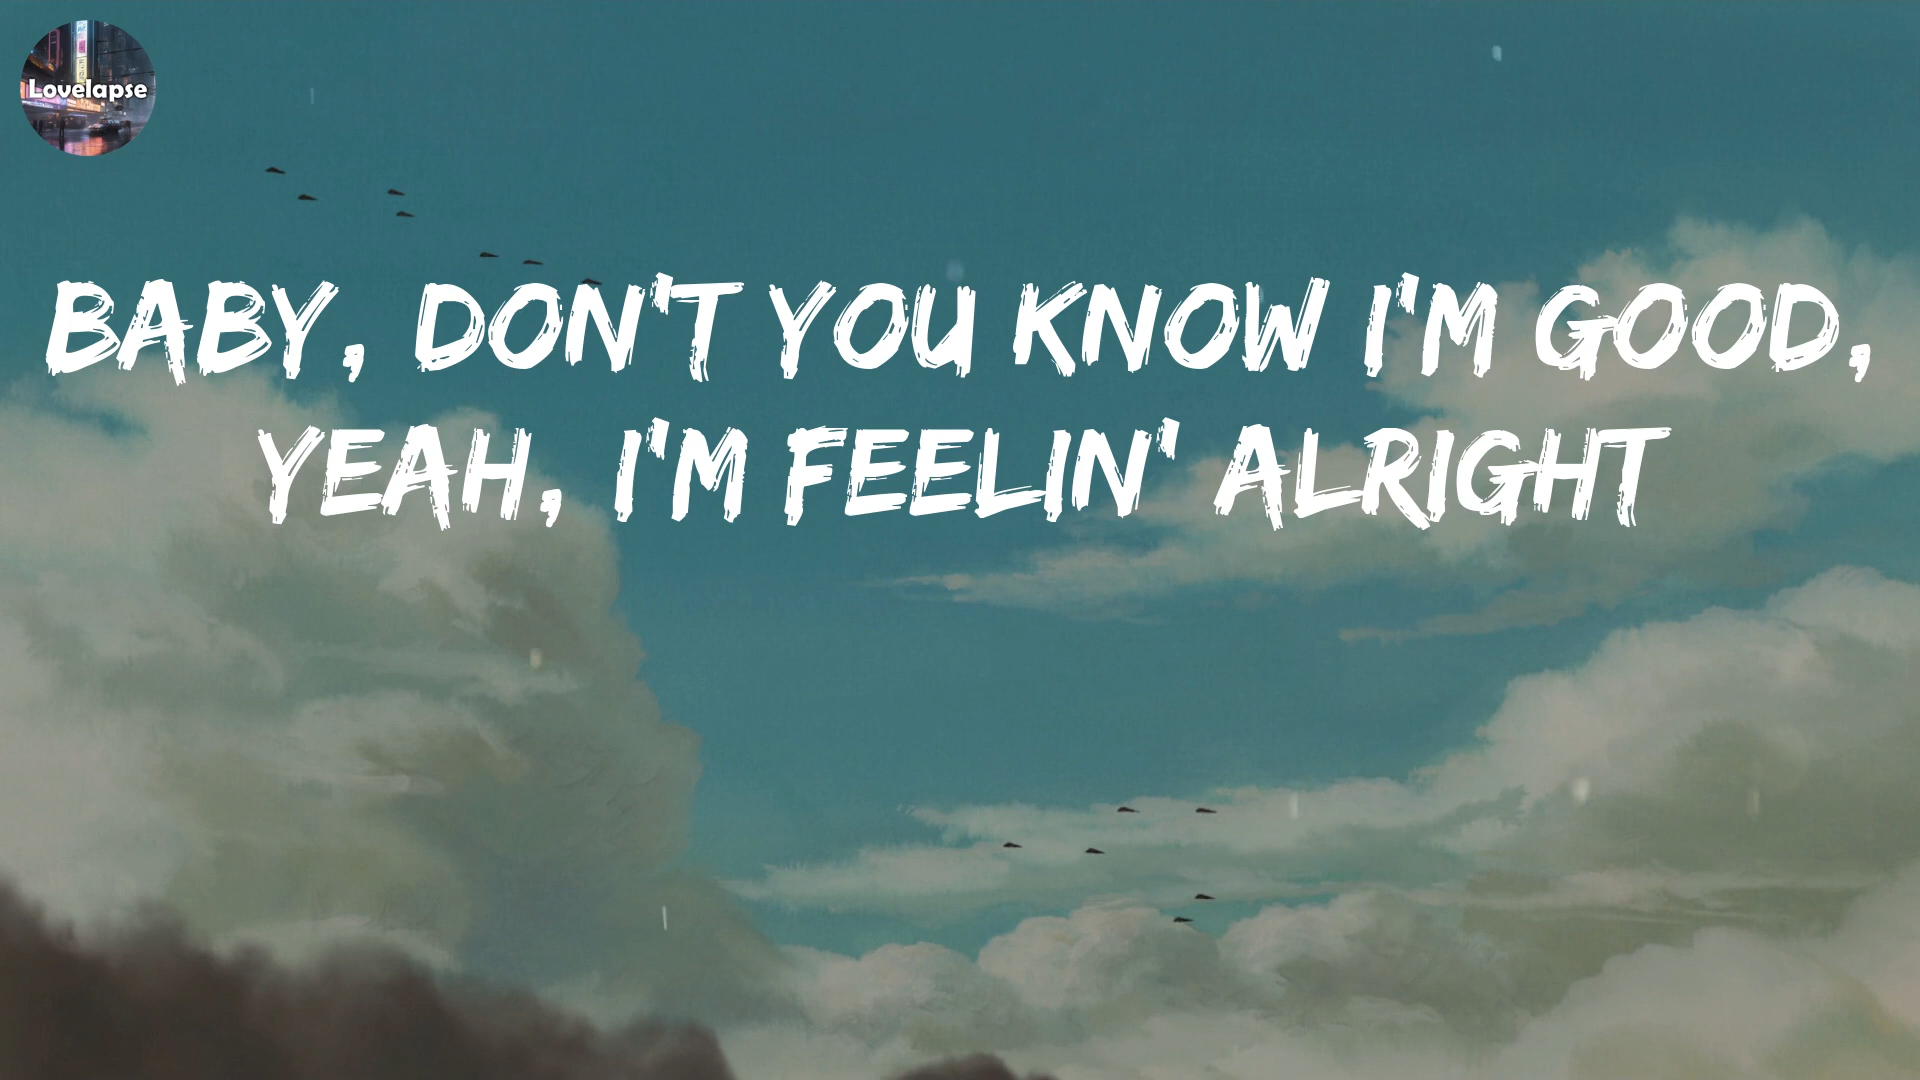 Lovelapse
BABY, DON'T YOU KNOW I'M GOOD,
YEAH, I'M FEELIN' ALRIGHT